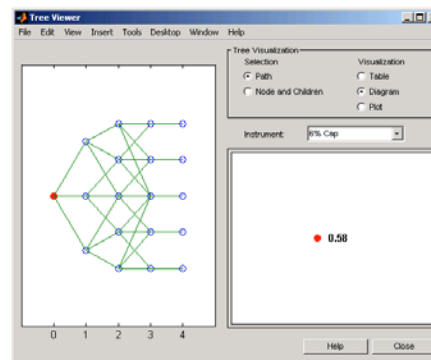 Tree Viewer
File Edit View Insert Tools Desktop Window Help
Tree Visualization
Selection Visualization
Path Table
Node and Children Diagram
Plot
Instrument: 6% Cap
0.58
0 1 2 3 4
Help Close